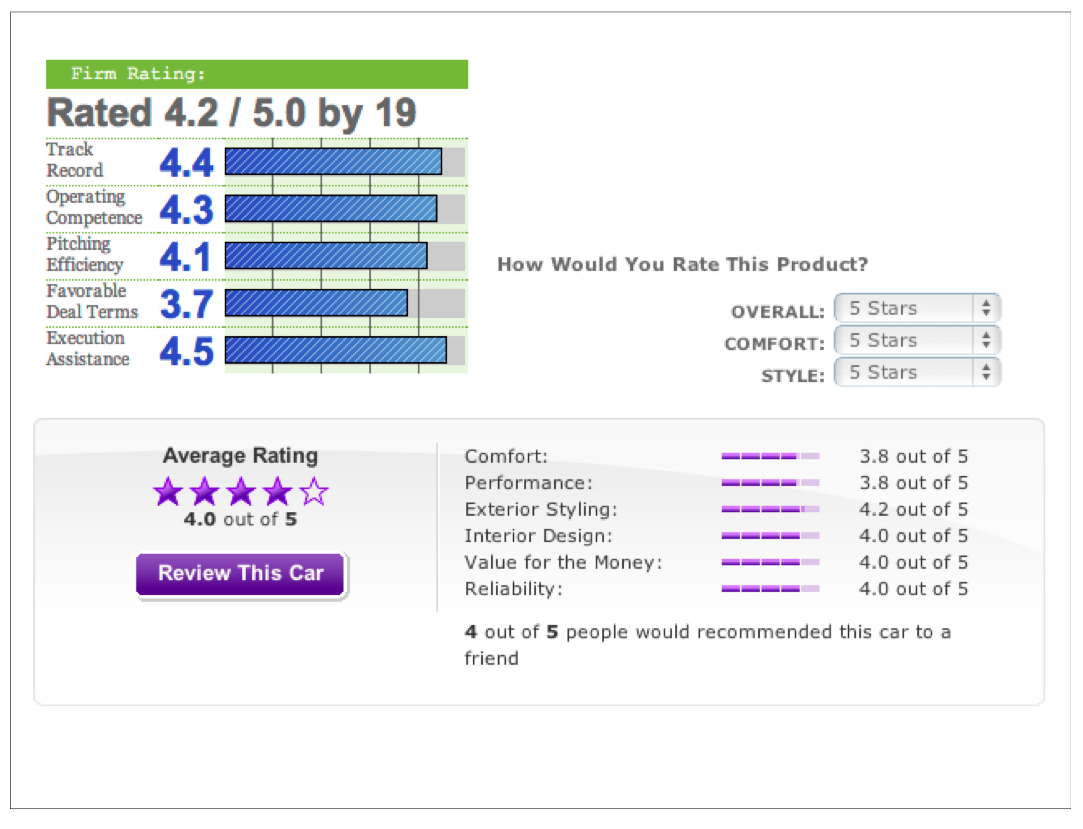 Firm Rating:
Rated 4.2 / 5.0 by 19
Track
Record
4.4
Operating
Competence
4.3
Pitching
Efficiency
4.1
Favorable
Deal Terms
3.7
Execution
Assistance
4.5
How Would You Rate This Product?
OVERALL: 5 Stars
COMFORT: 5 Stars
STYLE: 5 Stars
Average Rating
4.0 out of 5
Review This Car
Comfort: 3.8 out of 5
Performance: 3.8 out of 5
Exterior Styling: 4.2 out of 5
Interior Design: 4.0 out of 5
Value for the Money: 4.0 out of 5
Reliability: 4.0 out of 5
4 out of 5 people would recommended this car to a
friend